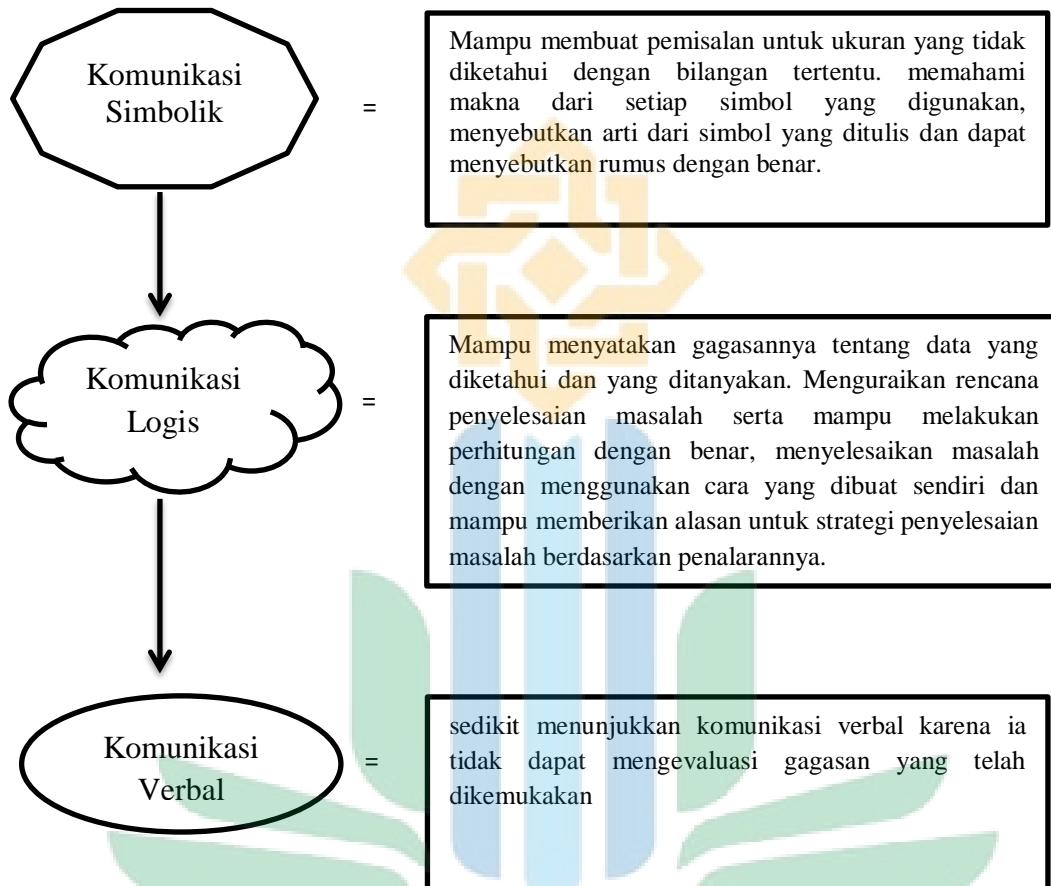 Komunikasi
Simbolik
=
Mampu membuat pemisalan untuk ukuran yang tidak
diketahui dengan bilangan tertentu. memahami
makna dari setiap simbol yang digunakan,
menyebutkan arti dari simbol yang ditulis dan dapat
menyebutkan rumus dengan benar.
Komunikasi
Logis
=
Mampu menyatakan gagasannya tentang data yang
diketahui dan yang ditanyakan. Menguraikan rencana
penyelesaian masalah serta mampu melakukan
perhitungan dengan benar, menyelesaikan masalah
dengan menggunakan cara yang dibuat sendiri dan
mampu memberikan alasan untuk strategi penyelesaian
masalah berdasarkan penalarannya.
Komunikasi
Verbal
=
sedikit menunjukkan komunikasi verbal karena ia
tidak dapat mengevaluasi gagasan yang telah
dikemukakan